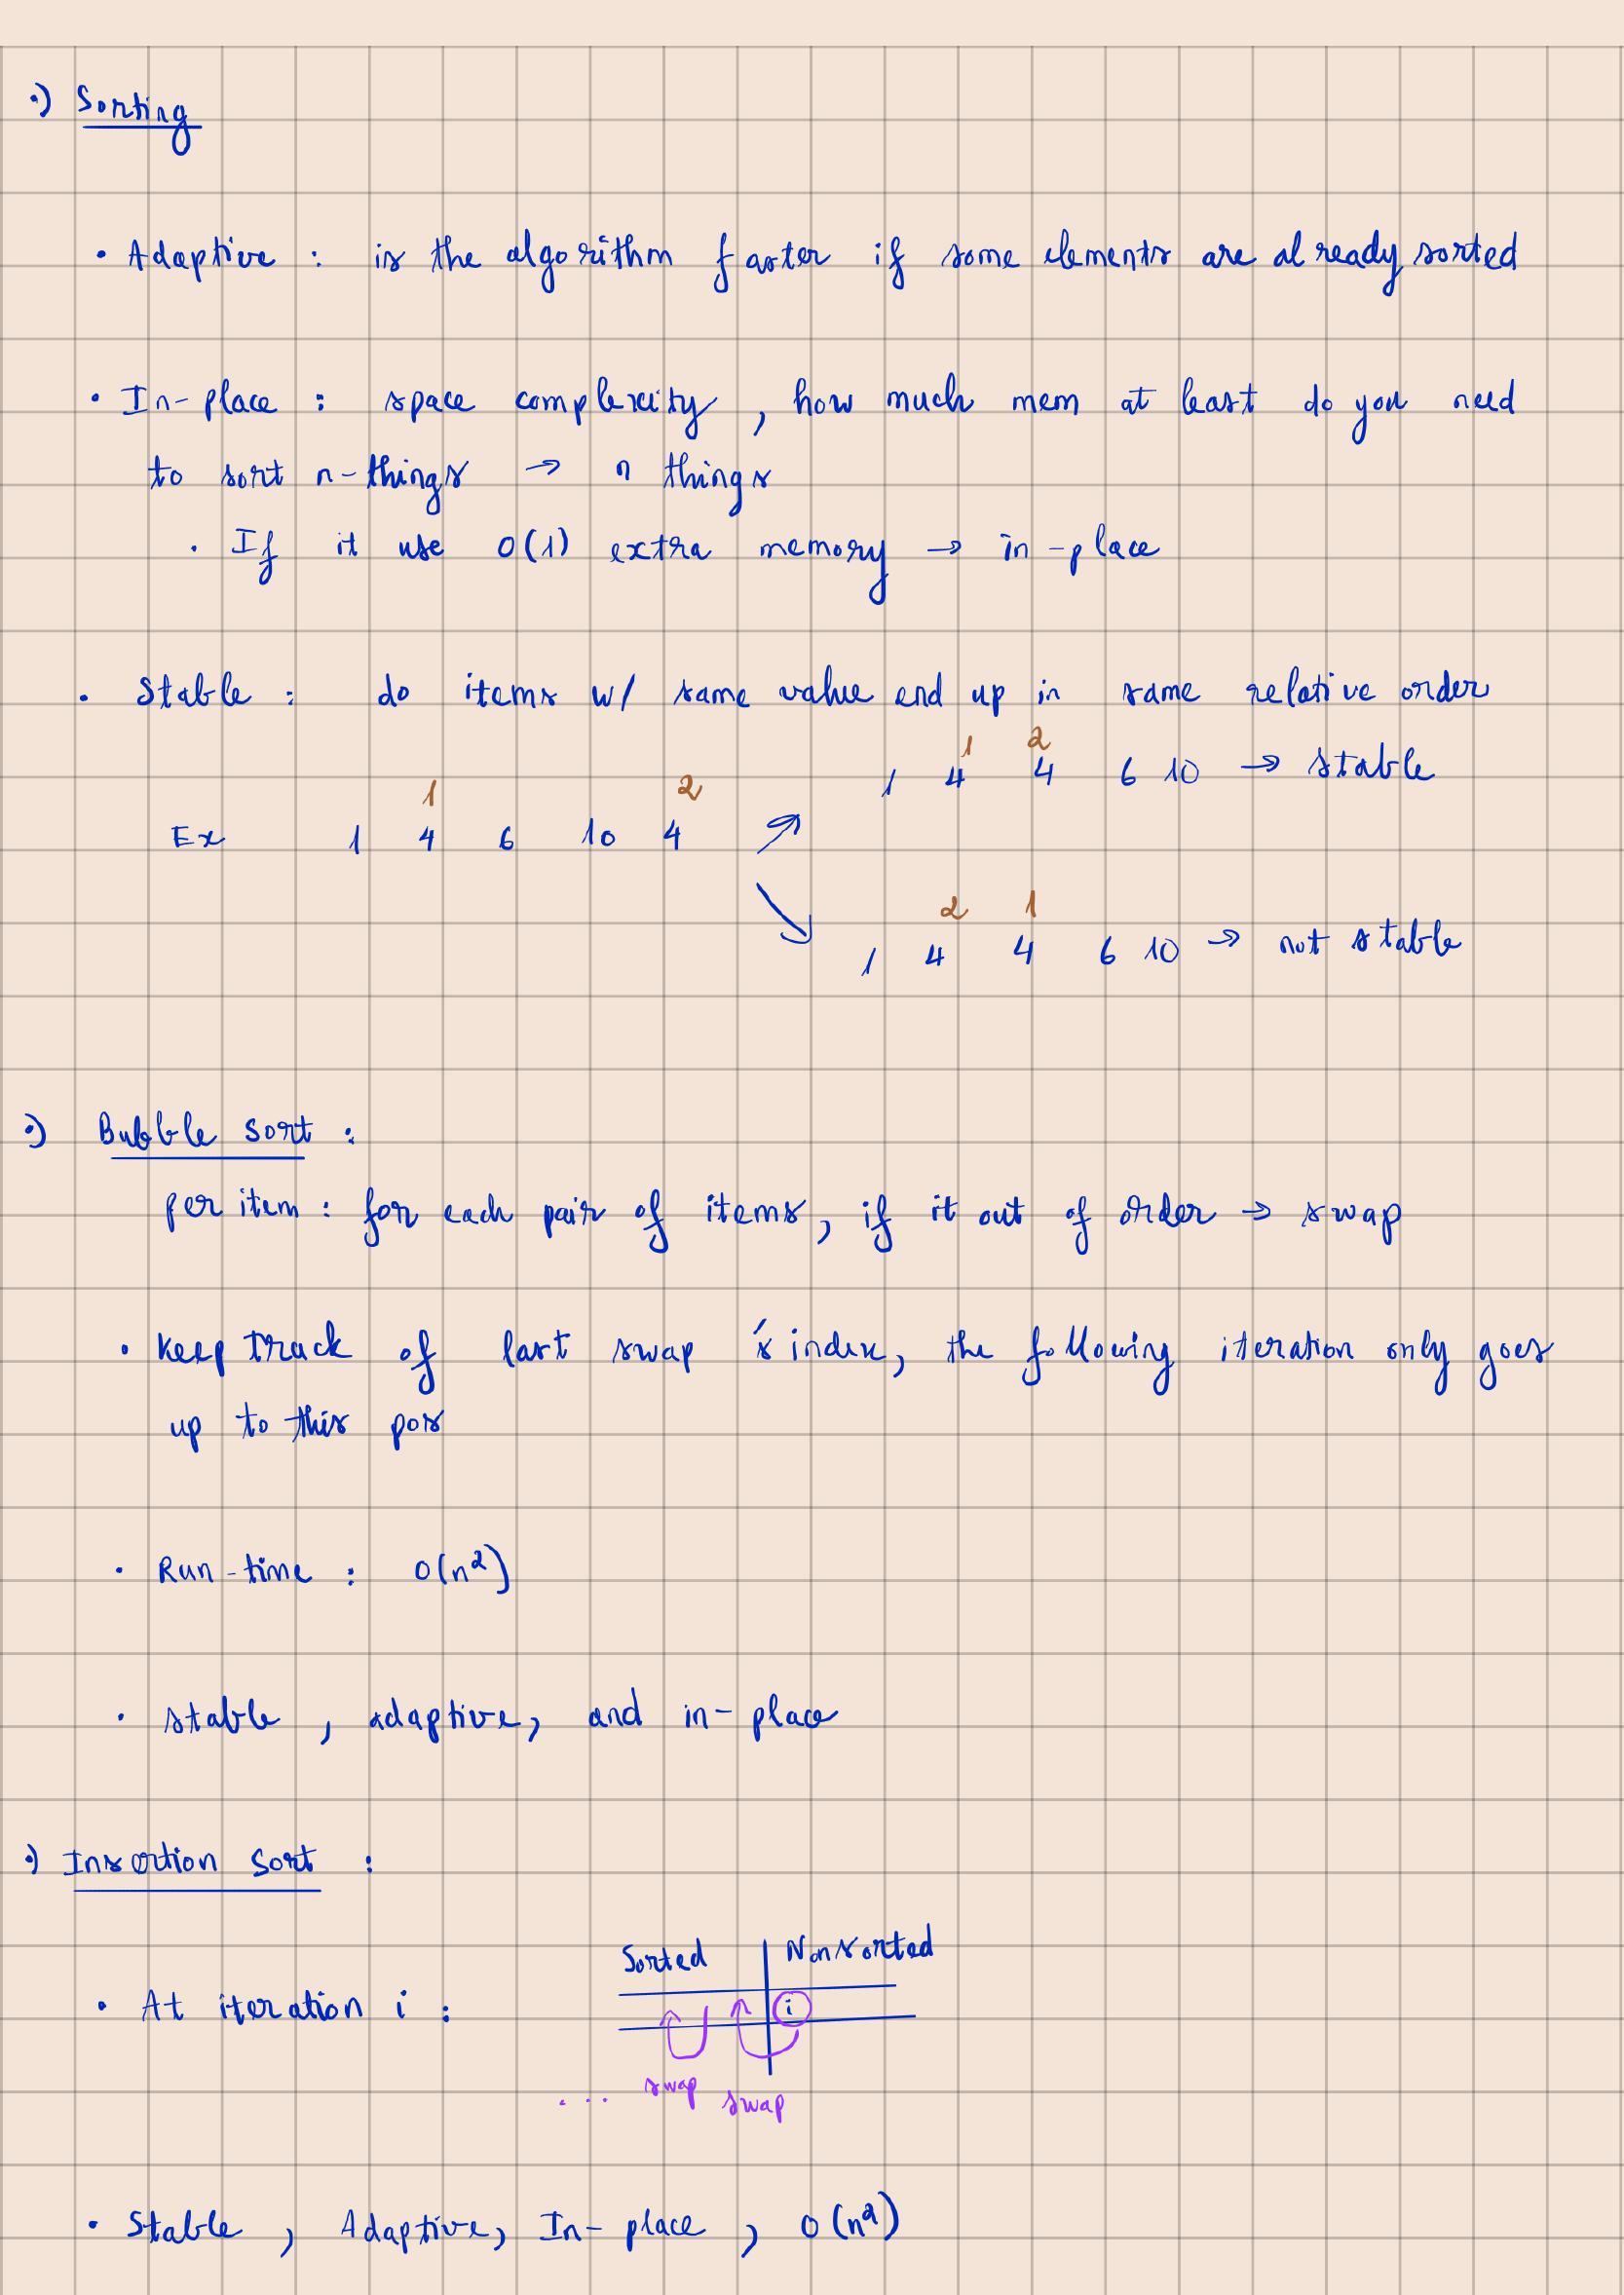 •) Sorting
• Adaptive : is the algorithm faster if some elements are already sorted
• In-place : space complexity, how much mem at least do you need
to sort n-things → n things
• If it use O(1) extra memory → in-place
• Stable : do items w/ same value end up in same relative order
1 2
1 4 4 6 10 → stable
1 2
Ex 1 4 6 10 4
2 1
1 4 4 6 10 → not stable
•) Bubble sort :
per item : for each pair of items, if it out of order → swap
• Keep track of last swap 's index, the following iteration only goes
up to this pos
• Run-time : O(n²)
• stable, adaptive, and in-place
•) Insertion sort :
Sorted Nonsorted
• At iteration i : i
... swap swap
• Stable, Adaptive, In-place, O(n²)